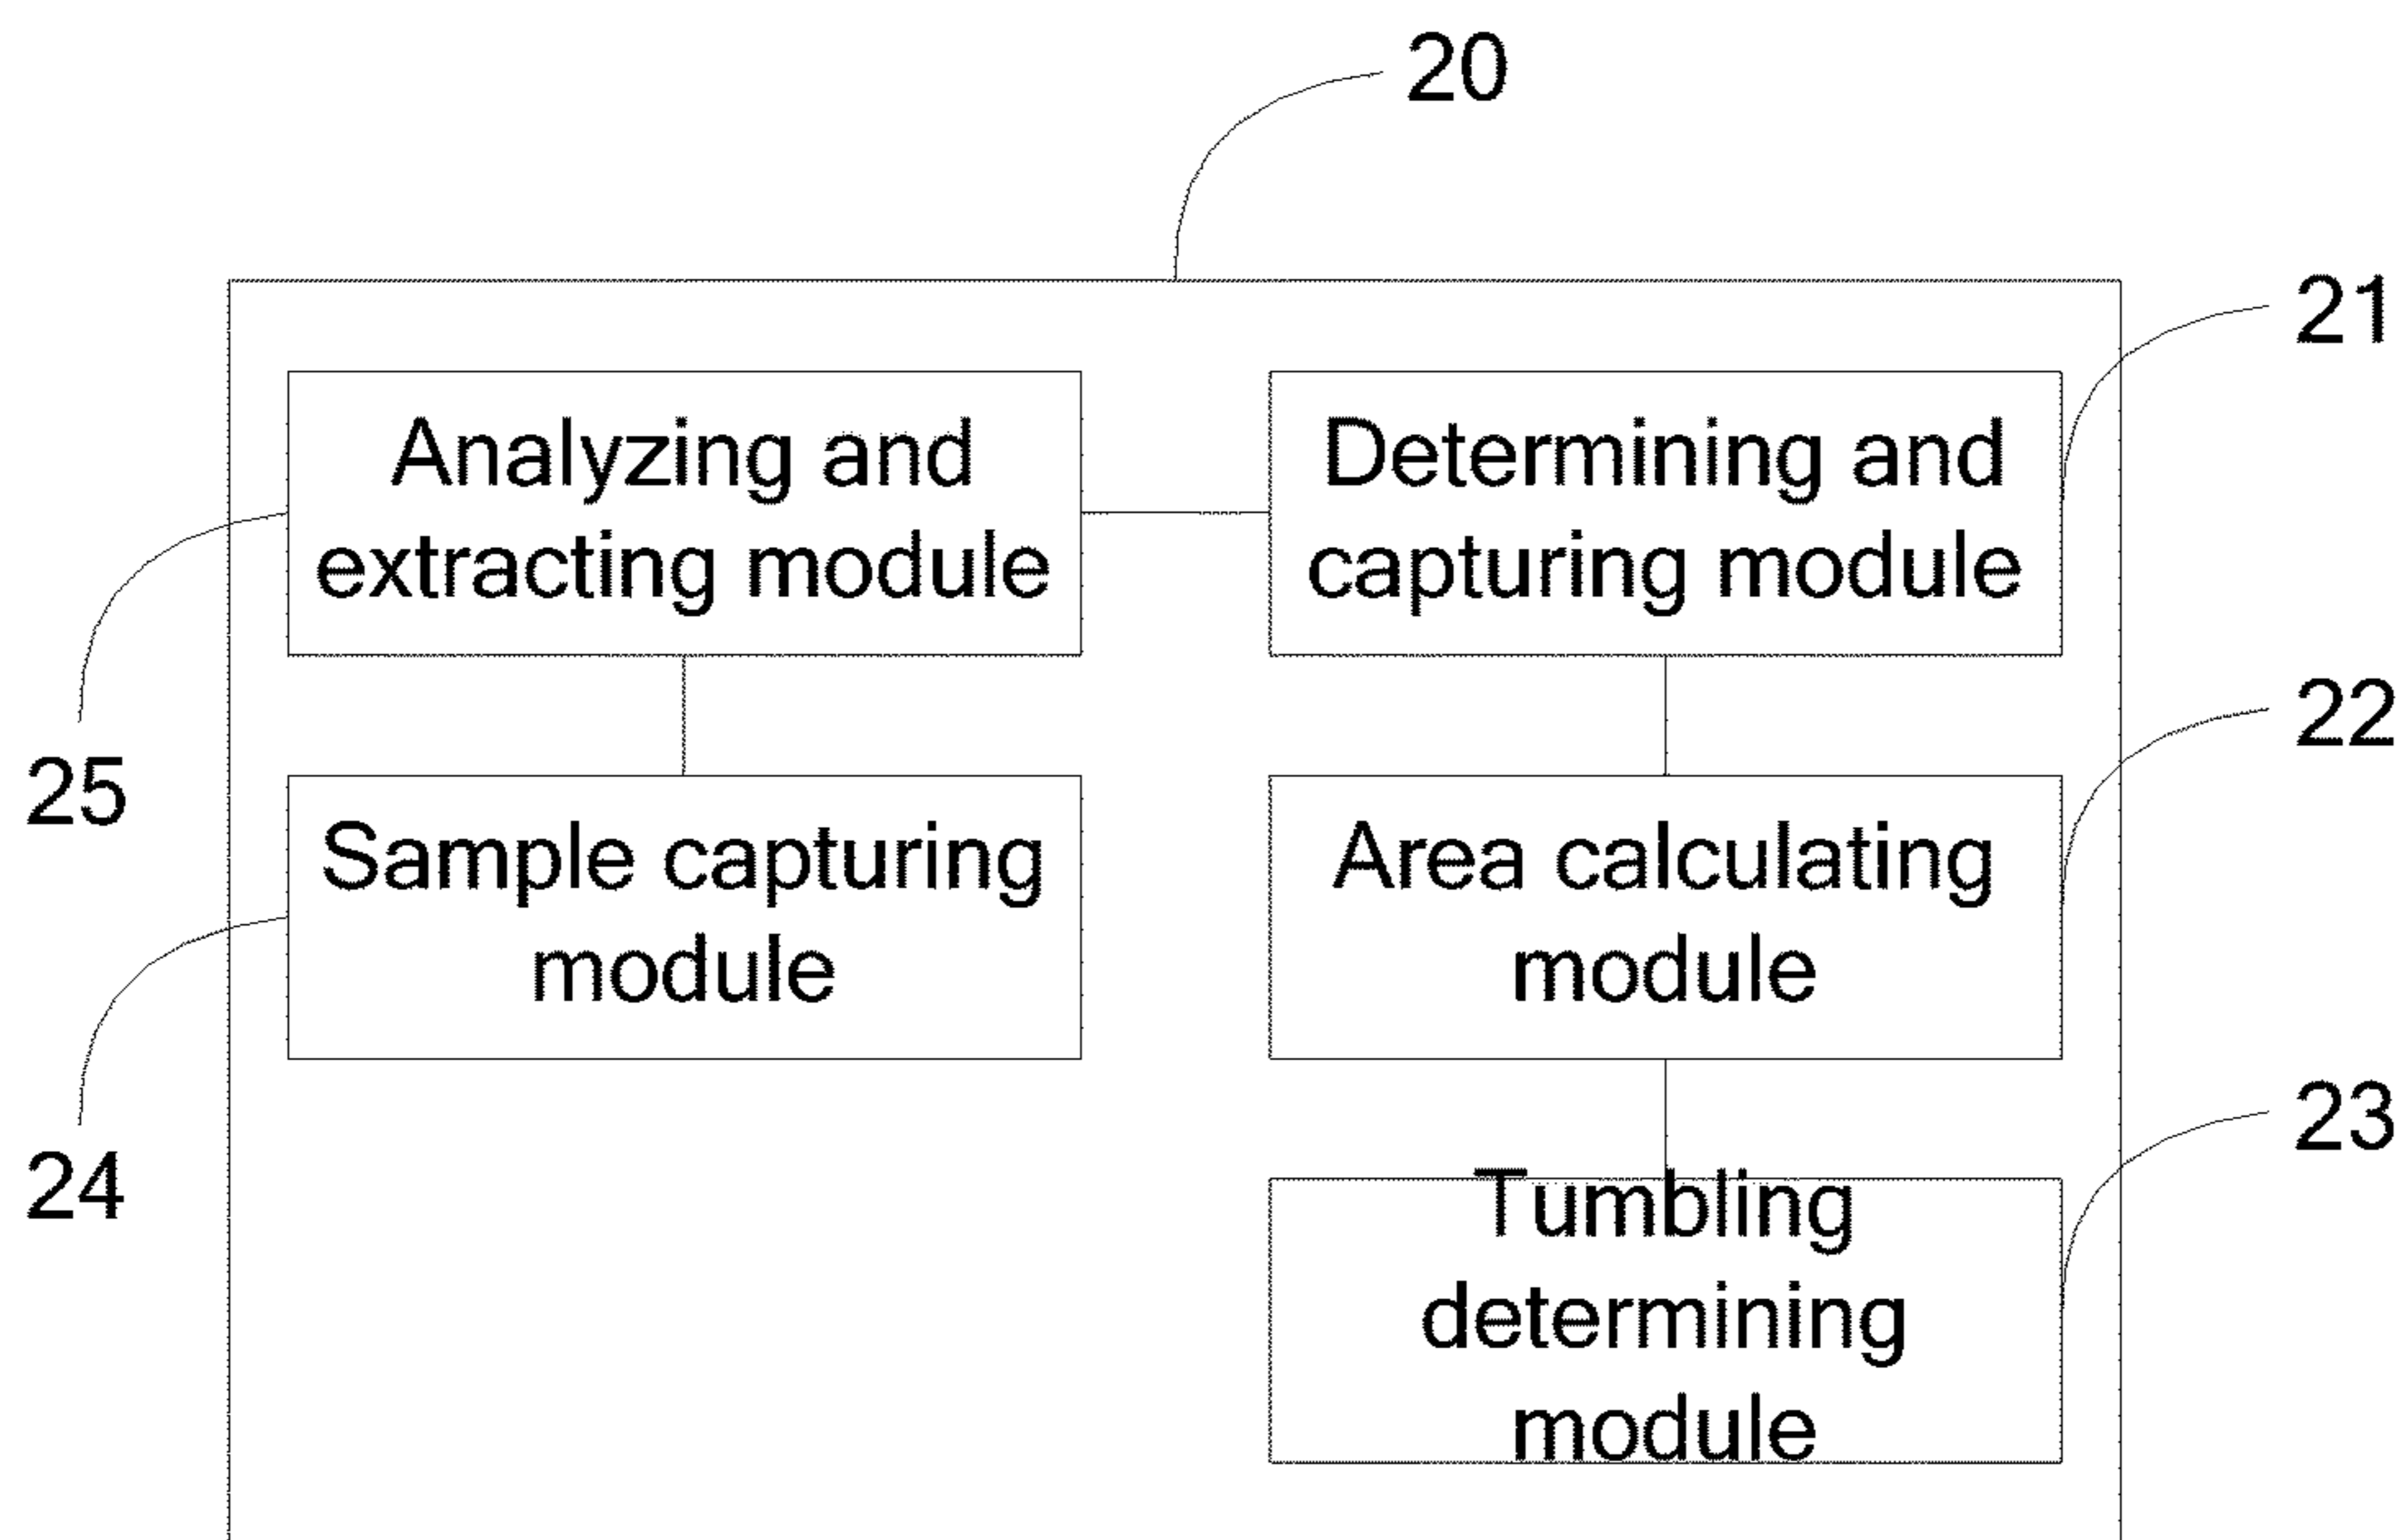 20
21
Analyzing and
extracting module
Determining and
capturing module
22
25
Sample capturing
module
Area calculating
module
23
24
Tumbling
determining
module